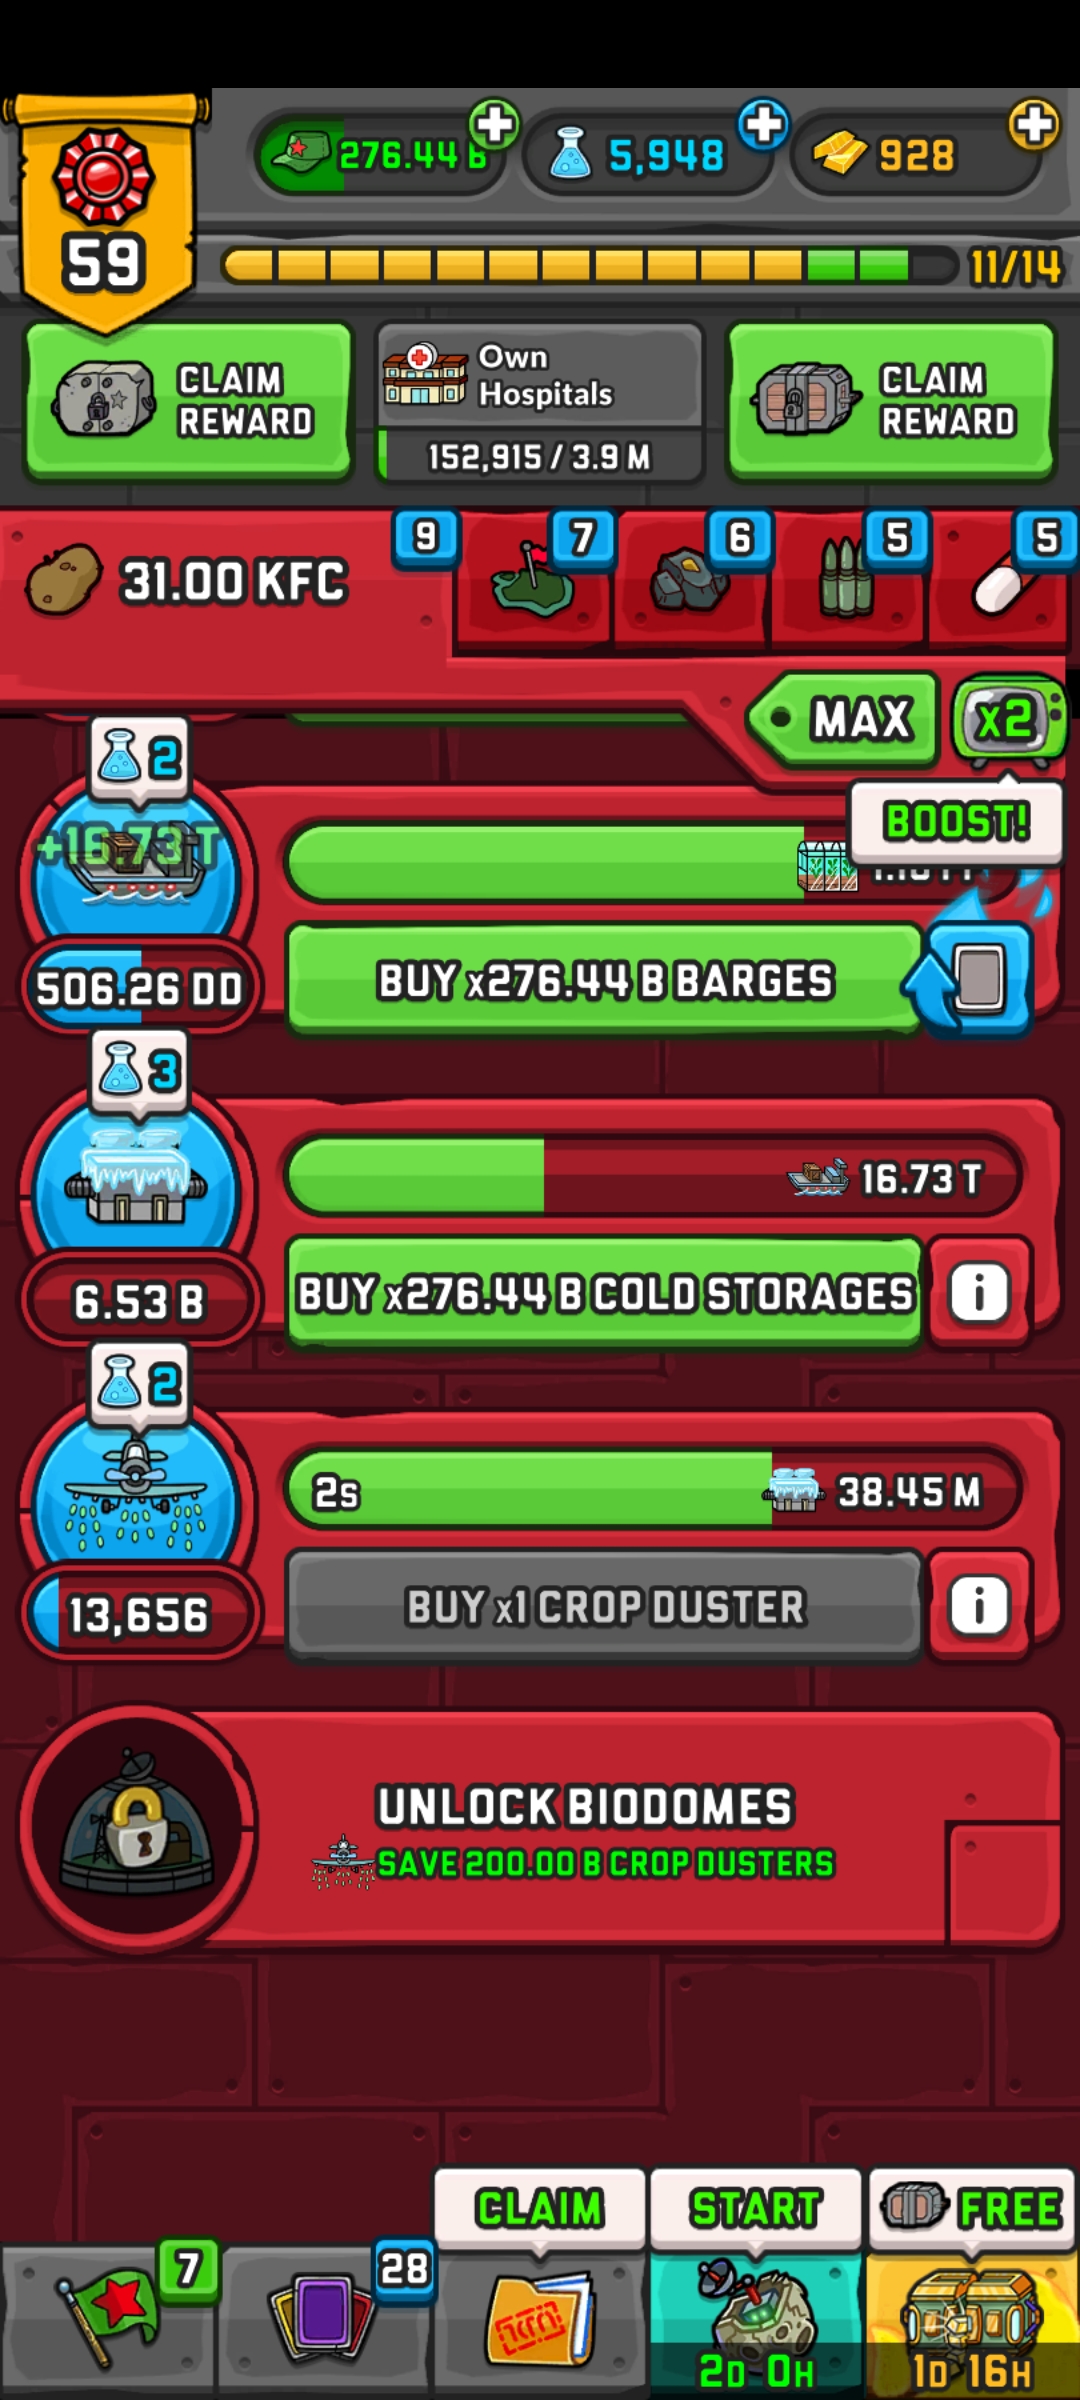 276.44 B
5,948
928
59
11/14
CLAIM
REWARD
Own
Hospitals
152,915 / 3.9 M
CLAIM
REWARD
31.00 KFC
9
7
6
5
5
MAX
x2
BOOST!
2
+16.73 T
506.26 DD
BUY x276.44 B BARGES
3
16.73 T
6.53 B
BUY x276.44 B COLD STORAGES
i
2
2s
38.45 M
13,656
BUY x1 CROP DUSTER
i
UNLOCK BIODOMES
SAVE 200.00 B CROP DUSTERS
CLAIM
START
FREE
7
28
2D 0H
1D 16H